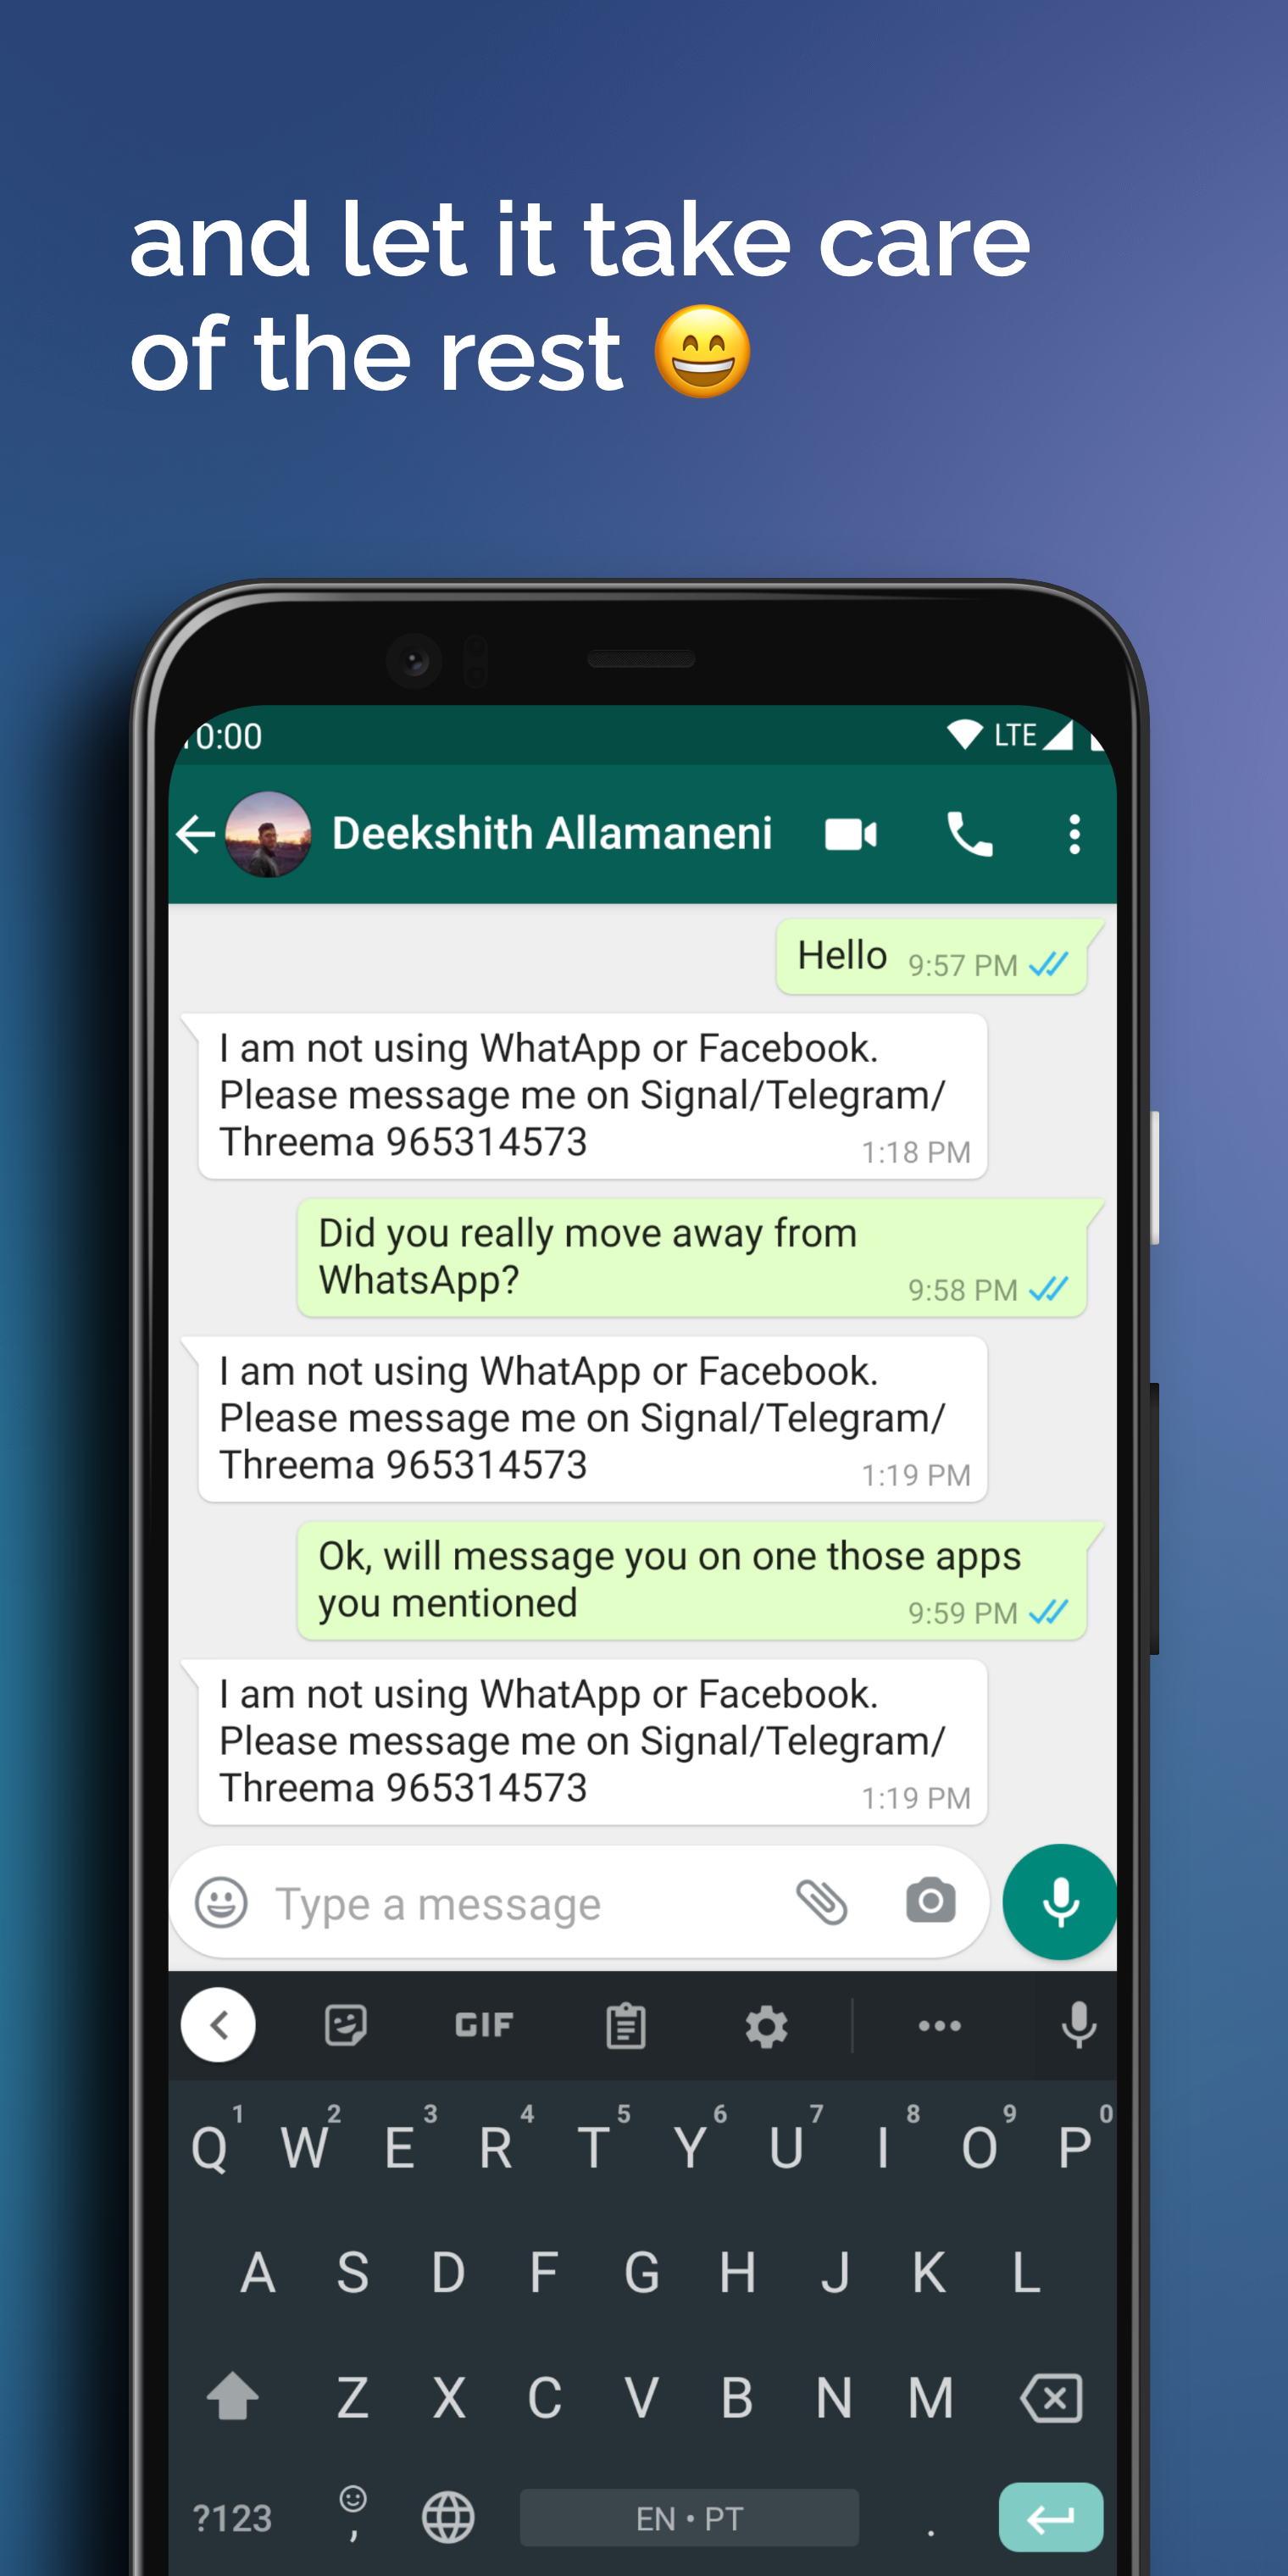 and let it take care
of the rest 😄
10:00 LTE
Deekshith Allamaneni
Hello 9:57 PM
I am not using WhatApp or Facebook.
Please message me on Signal/Telegram/
Threema 965314573 1:18 PM
Did you really move away from
WhatsApp? 9:58 PM
I am not using WhatApp or Facebook.
Please message me on Signal/Telegram/
Threema 965314573 1:19 PM
Ok, will message you on one those apps
you mentioned 9:59 PM
I am not using WhatApp or Facebook.
Please message me on Signal/Telegram/
Threema 965314573 1:19 PM
Type a message
GIF
1 2 3 4 5 6 7 8 9 0
Q W E R T Y U I O P
A S D F G H J K L
Z X C V B N M
?123 , EN • PT .